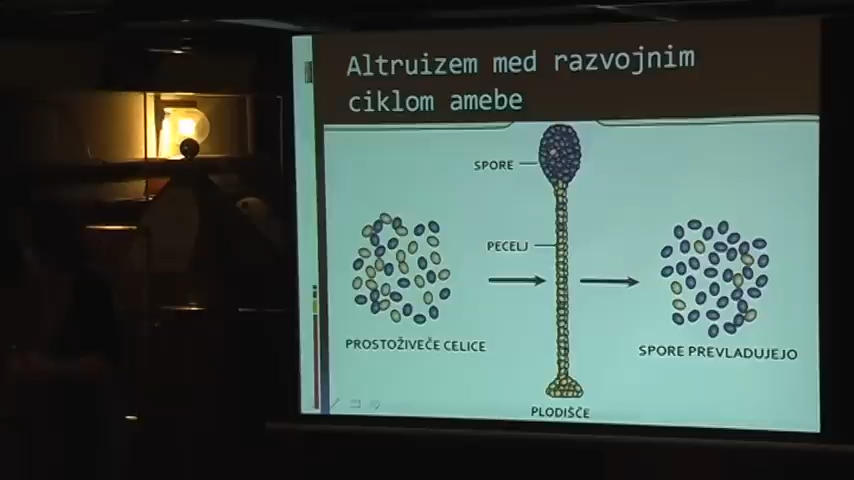 Altruizem med razvojnim
ciklom amebe
SPORE
PECELJ
PROSTOŽIVEČE CELICE
SPORE PREVLADUJEJO
PLODIŠČE